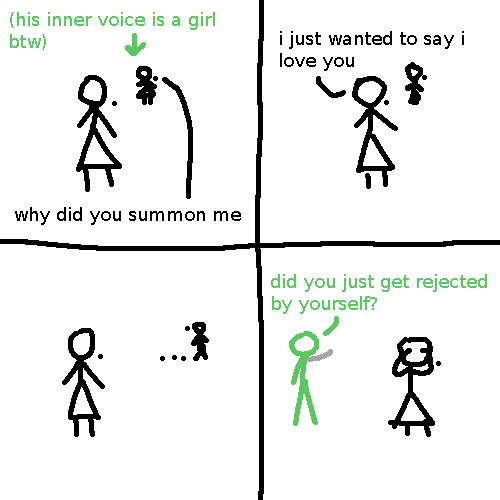 (his inner voice is a girl
btw)
why did you summon me
i just wanted to say i
love you
...
did you just get rejected
by yourself?